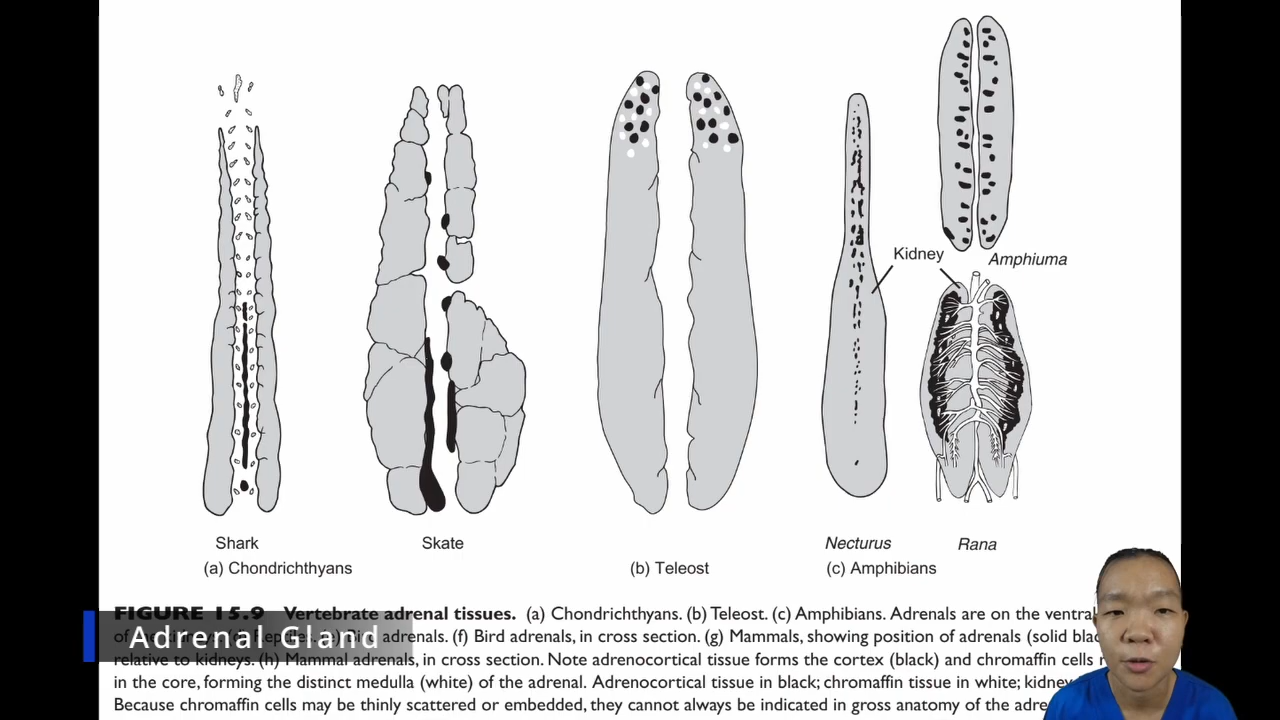 Kidney
Amphiuma
Shark
Skate
Necturus
Rana
(a) Chondrichthyans
(b) Teleost
(c) Amphibians
FIGURE 15.9 Vertebrate adrenal tissues. (a) Chondrichthyans. (b) Teleost. (c) Amphibians. Adrenals are on the ventral
adrenals. (f) Bird adrenals, in cross section. (g) Mammals, showing position of adrenals (solid
Adrenal Gland
relative to kidneys. (h) Mammal adrenals, in cross section. Note adrenocortical tissue forms the cortex (black) and chromaffin cells
in the core, forming the distinct medulla (white) of the adrenal. Adrenocortical tissue in black; chromaffin tissue in white;
Because chromaffin cells may be thinly scattered or embedded, they cannot always be indicated in gross anatomy of the